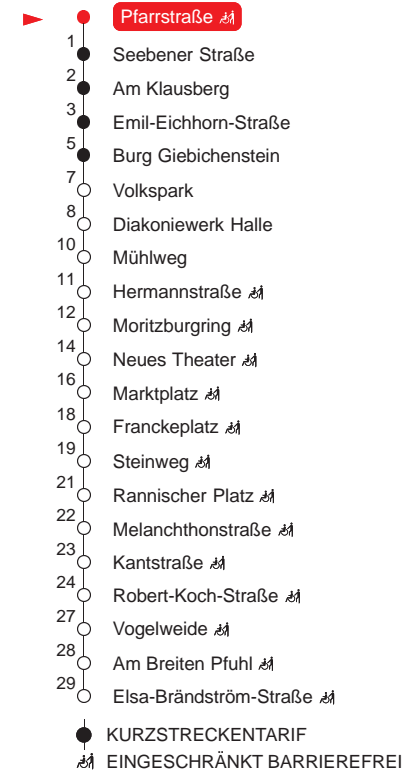 Pfarrstraße
1
Seebener Straße
2
Am Klausberg
3
Emil-Eichhorn-Straße
5
Burg Giebichenstein
7
Volkspark
8
Diakoniewerk Halle
10
Mühlweg
11
Hermannstraße
12
Moritzburgring
14
Neues Theater
16
Marktplatz
18
Franckeplatz
19
Steinweg
21
Rannischer Platz
22
Melanchthonstraße
23
Kantstraße
24
Robert-Koch-Straße
27
Vogelweide
28
Am Breiten Pfuhl
29
Elsa-Brändström-Straße
KURZSTRECKENTARIF
EINGESCHRÄNKT BARRIEREFREI